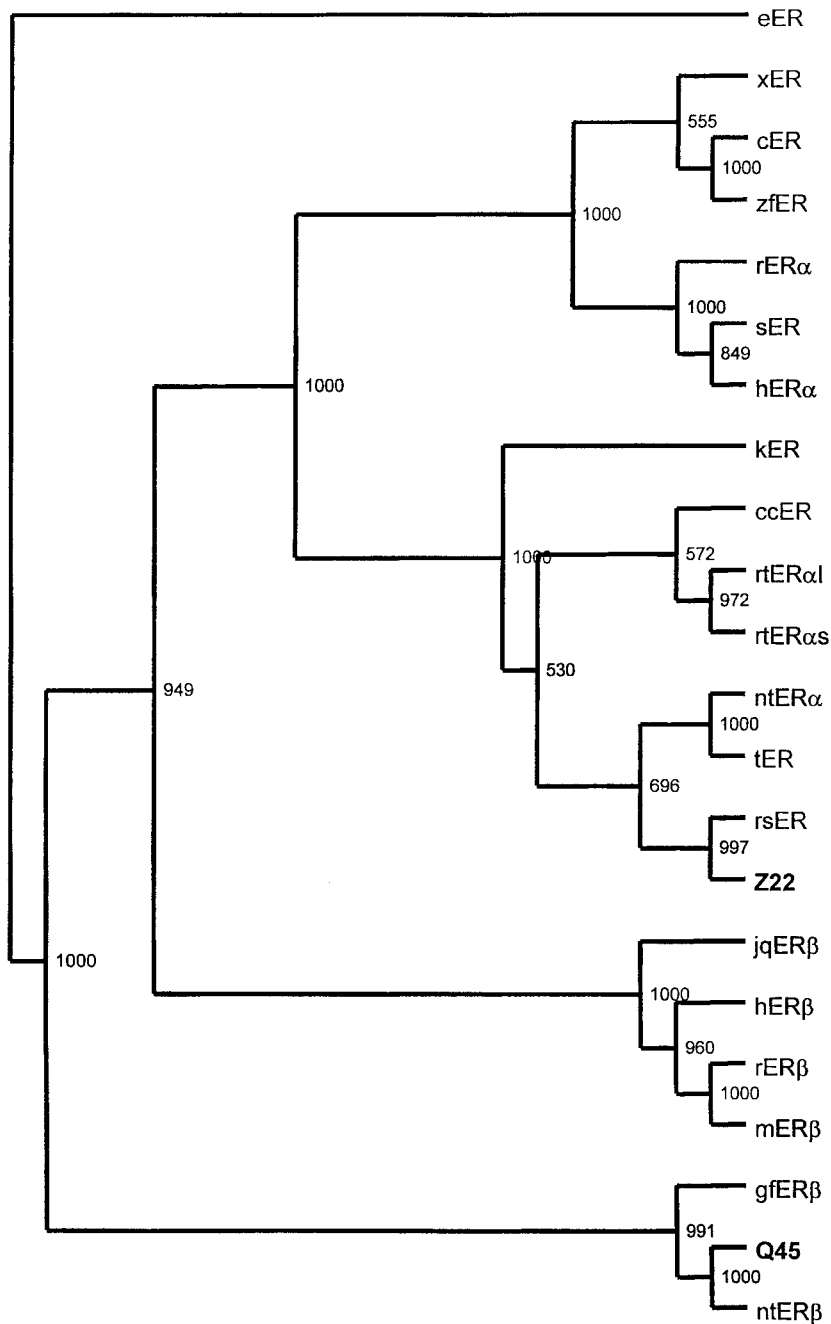 eER
xER
555
cER
1000
zfER
1000
rERα
1000
sER
849
hERα
1000
kER
ccER
1000
572
rtERαl
972
rtERαs
530
949
ntERα
1000
tER
696
rsER
997
Z22
jqERβ
1000
1000
hERβ
960
rERβ
1000
mERβ
gfERβ
991
Q45
1000
ntERβ